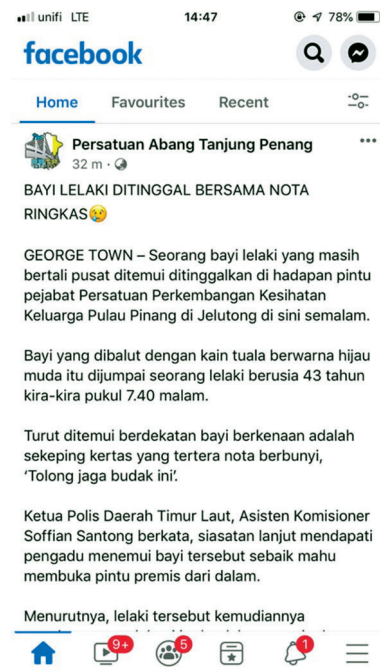 unifi LTE 14:47 78%
facebook
Home Favourites Recent
Persatuan Abang Tanjung Penang
32 m ·
BAYI LELAKI DITINGGAL BERSAMA NOTA
RINGKAS😢
GEORGE TOWN – Seorang bayi lelaki yang masih
bertali pusat ditemui ditinggalkan di hadapan pintu
pejabat Persatuan Perkembangan Kesihatan
Keluarga Pulau Pinang di Jelutong di sini semalam.
Bayi yang dibalut dengan kain tuala berwarna hijau
muda itu dijumpai seorang lelaki berusia 43 tahun
kira-kira pukul 7.40 malam.
Turut ditemui berdekatan bayi berkenaan adalah
sekeping kertas yang tertera nota berbunyi,
‘Tolong jaga budak ini’.
Ketua Polis Daerah Timur Laut, Asisten Komisioner
Soffian Santong berkata, siasatan lanjut mendapati
pengadu menemui bayi tersebut sebaik mahu
membuka pintu premis dari dalam.
Menurutnya, lelaki tersebut kemudiannya
9+ 5 1